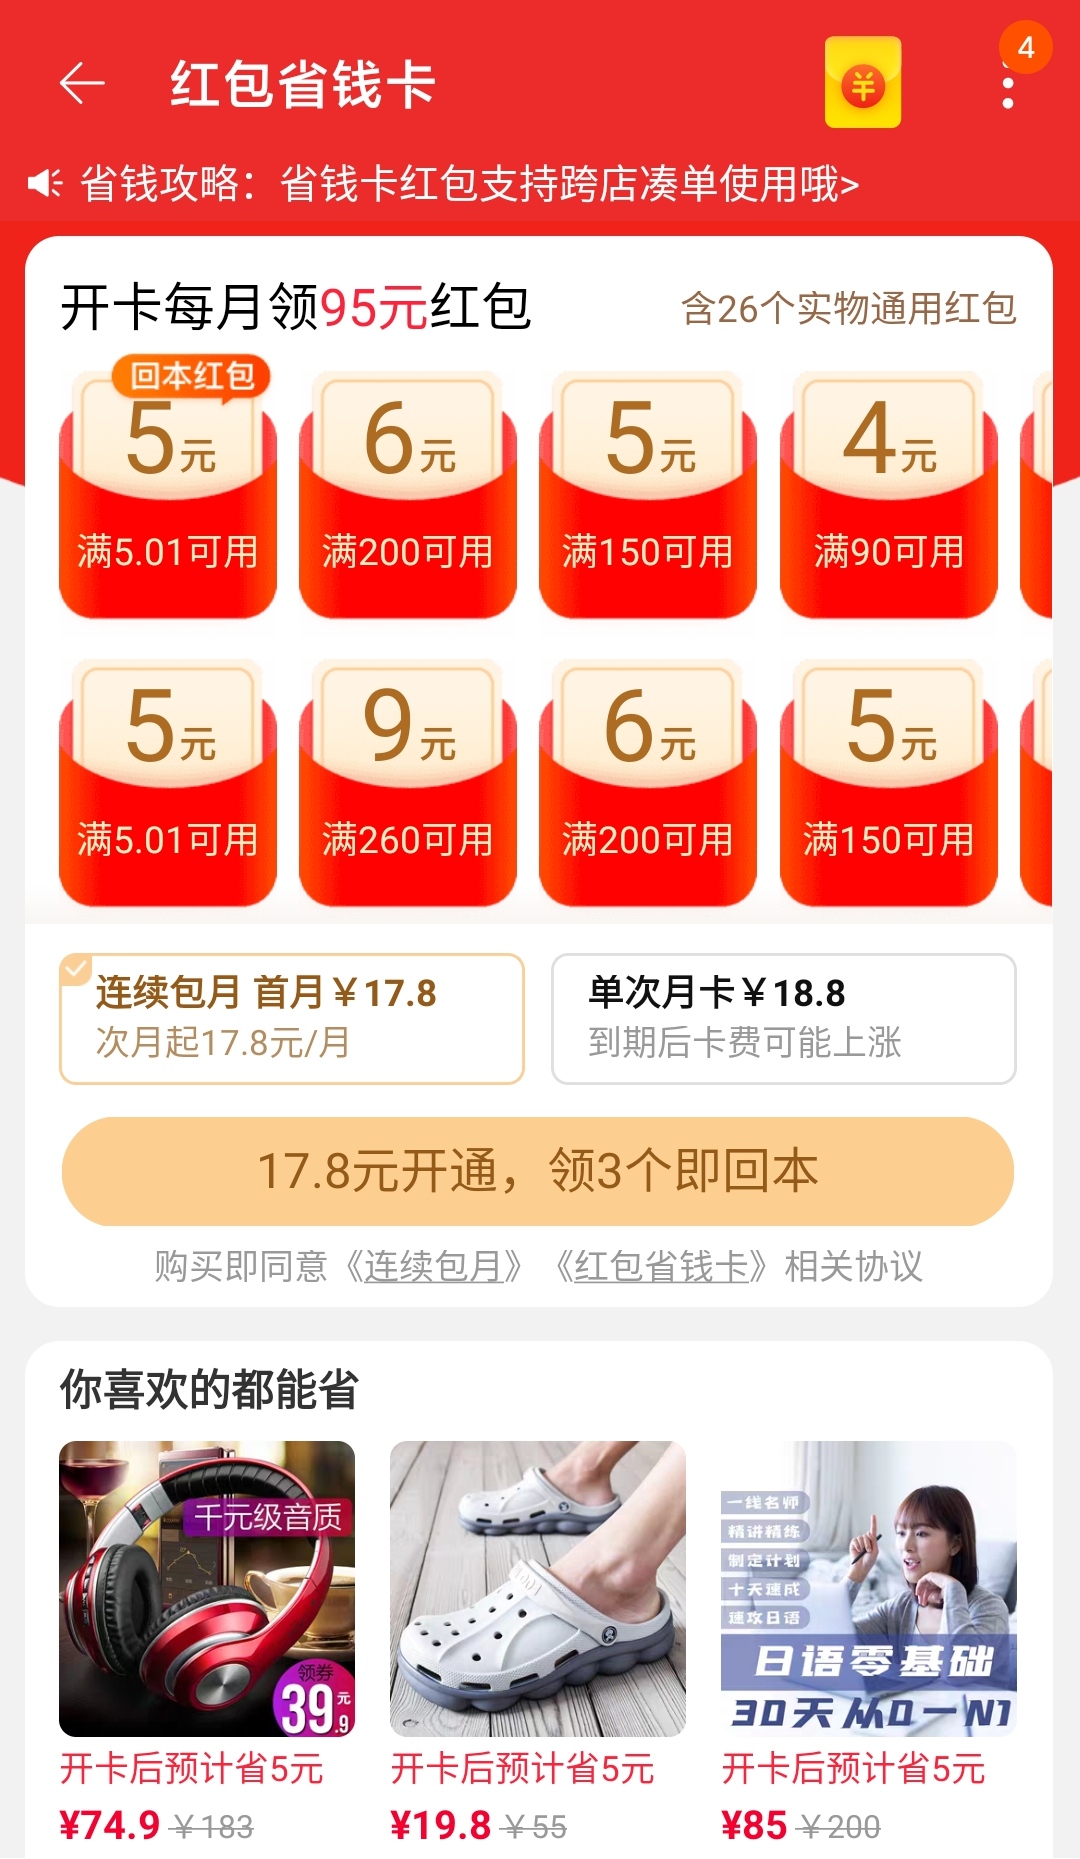 红包省钱卡
4
省钱攻略：省钱卡红包支持跨店凑单使用哦>
开卡每月领95元红包
含26个实物通用红包
回本红包
5元 6元 5元 4元
满5.01可用 满200可用 满150可用 满90可用
5元 9元 6元 5元
满5.01可用 满260可用 满200可用 满150可用
连续包月 首月￥17.8
次月起17.8元/月
单次月卡￥18.8
到期后卡费可能上涨
17.8元开通，领3个即回本
购买即同意《连续包月》《红包省钱卡》相关协议
你喜欢的都能省
千元级音质
领券
39.9元
一线名师
精讲精练
制定计划
十天速成
速攻日语
日语零基础
30天从0一N1
开卡后预计省5元 开卡后预计省5元 开卡后预计省5元
¥74.9 ￥183 ¥19.8 ￥55 ¥85 ￥200